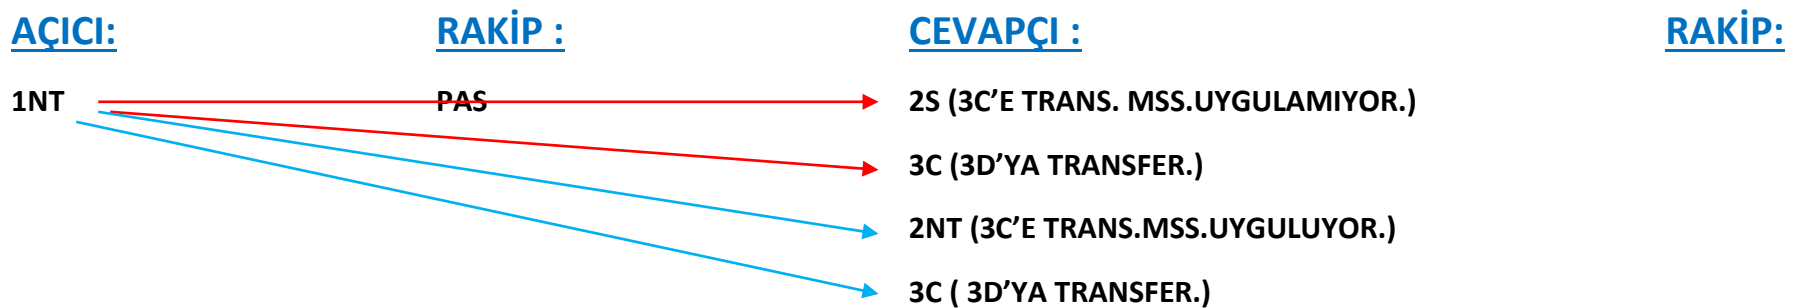 AÇICI: RAKİP : CEVAPÇI : RAKİP:
1NT PAS 2S (3C'E TRANS. MSS.UYGULAMIYOR.)
3C (3D'YA TRANSFER.)
2NT (3C'E TRANS.MSS.UYGULUYOR.)
3C ( 3D'YA TRANSFER.)